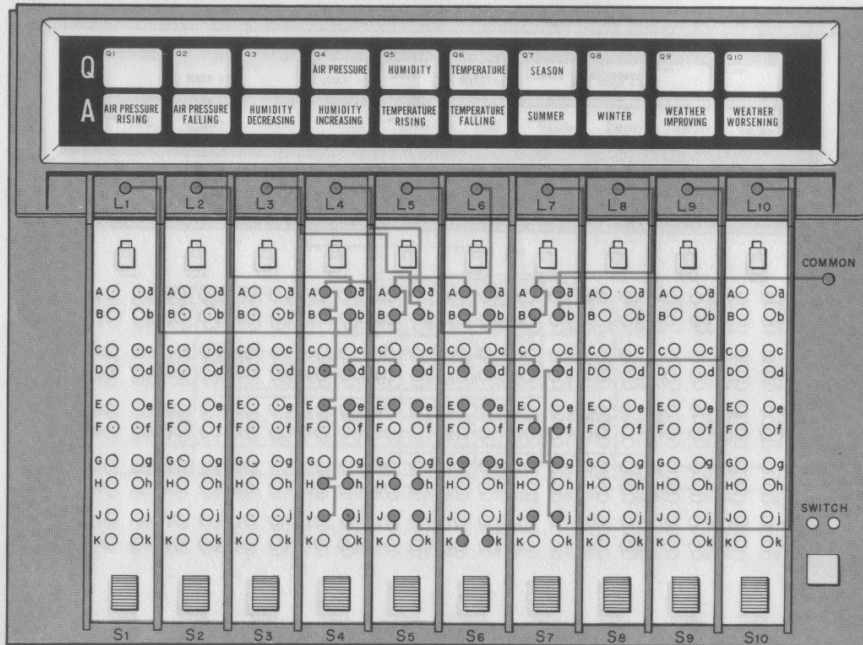 Q Q1 Q2 Q3 Q4 AIR PRESSURE Q5 HUMIDITY Q6 TEMPERATURE Q7 SEASON Q8 Q9 Q10
A AIR PRESSURE RISING AIR PRESSURE FALLING HUMIDITY DECREASING HUMIDITY INCREASING TEMPERATURE RISING TEMPERATURE FALLING SUMMER WINTER WEATHER IMPROVING WEATHER WORSENING
L1 L2 L3 L4 L5 L6 L7 L8 L9 L10
COMMON
A a A a A a A a A a A a A a A a A a A a
B b B b B b B b B b B b B b B b B b B b
C c C c C c C c C c C c C c C c C c C c
D d D d D d D d D d D d D d D d D d D d
E e E e E e E e E e E e E e E e E e E e
F f F f F f F f F f F f F f F f F f F f
G g G g G g G g G g G g G g G g G g G g
H h H h H h H h H h H h H h H h H h H h
SWITCH
J j J j J j J j J j J j J j J j J j J j
K k K k K k K k K k K k K k K k K k K k
S1 S2 S3 S4 S5 S6 S7 S8 S9 S10